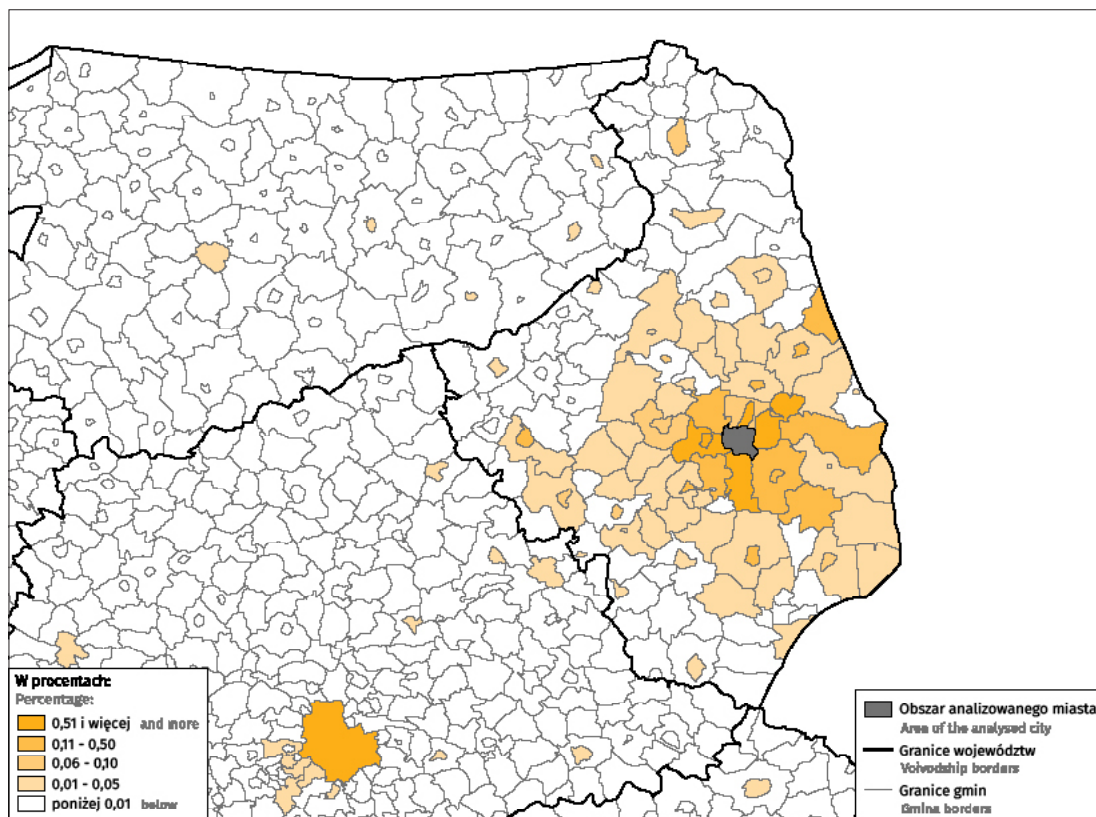 W procentach:
Percentage:
0,51 i więcej and more
0,11 - 0,50
0,06 - 0,10
0,01 - 0,05
poniżej 0,01 below
Obszar analizowanego miasta
Area of the analysed city
Granice województw
Voivodship borders
Granice gmin
Gmina borders